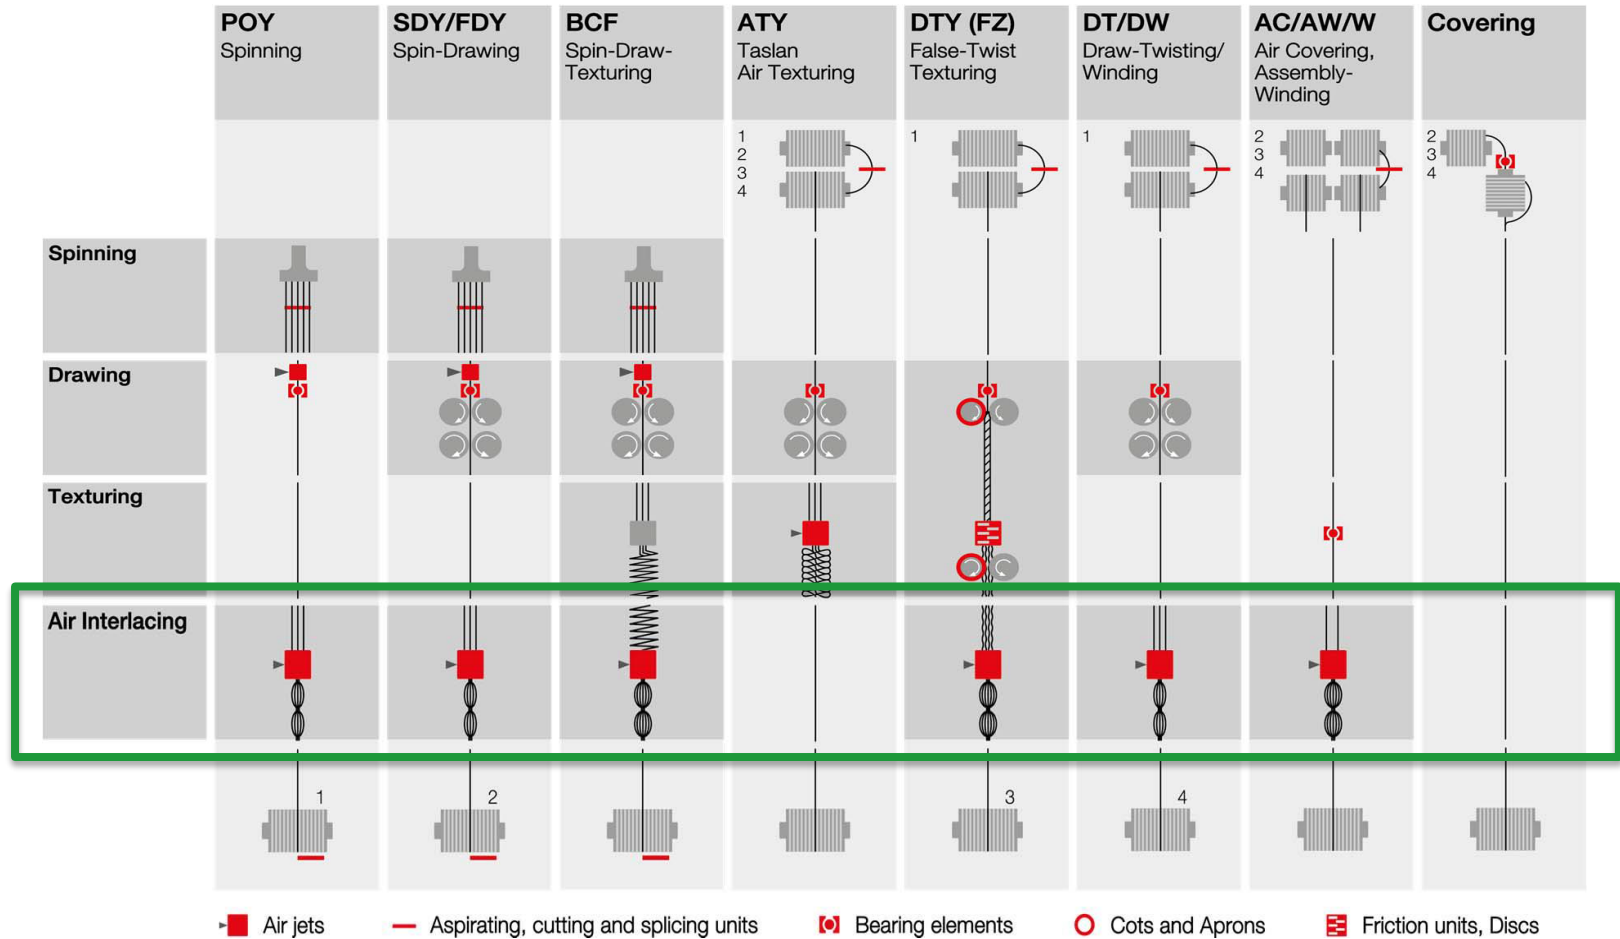 POY
Spinning
SDY/FDY
Spin-Drawing
BCF
Spin-Draw-
Texturing
ATY
Taslan
Air Texturing
DTY (FZ)
False-Twist
Texturing
DT/DW
Draw-Twisting/
Winding
AC/AW/W
Air Covering,
Assembly-
Winding
Covering
1
2
3
4
1
1
2
3
4
2
3
4
Spinning
Drawing
Texturing
Air Interlacing
1
2
3
4
Air jets
Aspirating, cutting and splicing units
Bearing elements
Cots and Aprons
Friction units, Discs